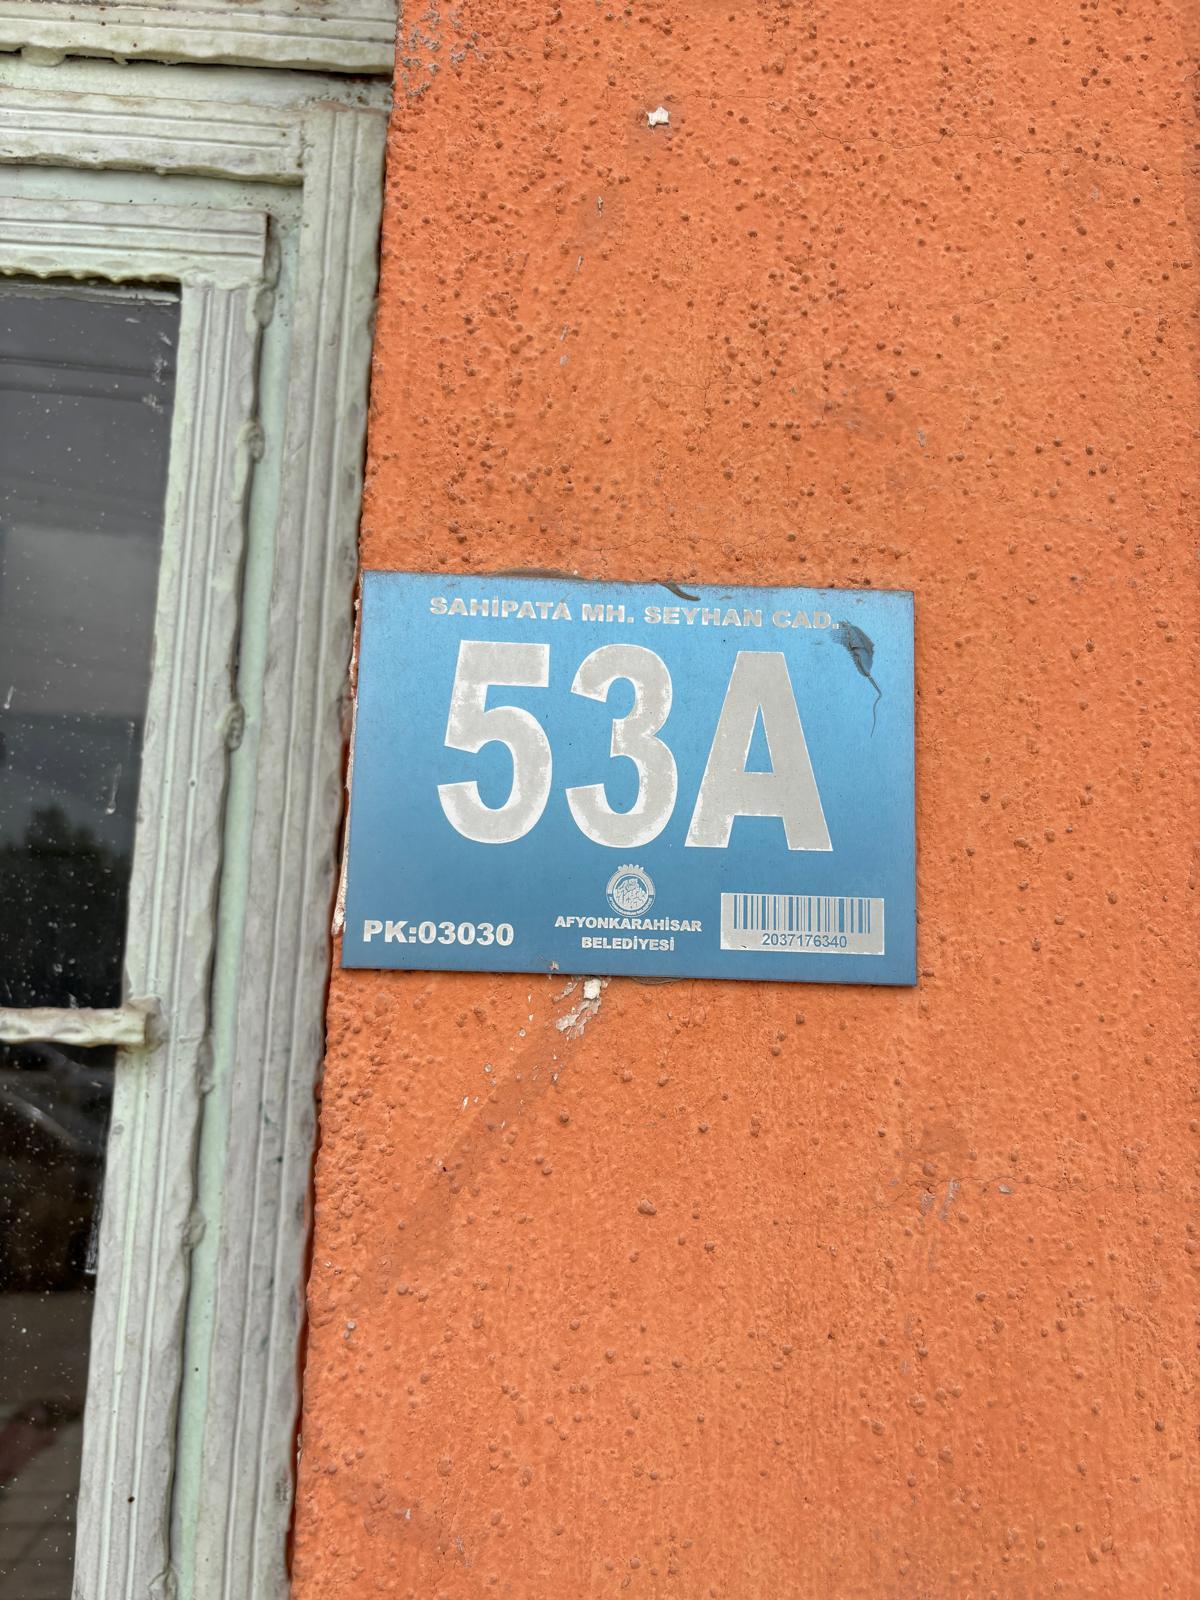 SAHİPATA MH. SEYHAN CAD.
53A
PK:03030
AFYONKARAHİSAR
BELEDİYESİ
2037176340